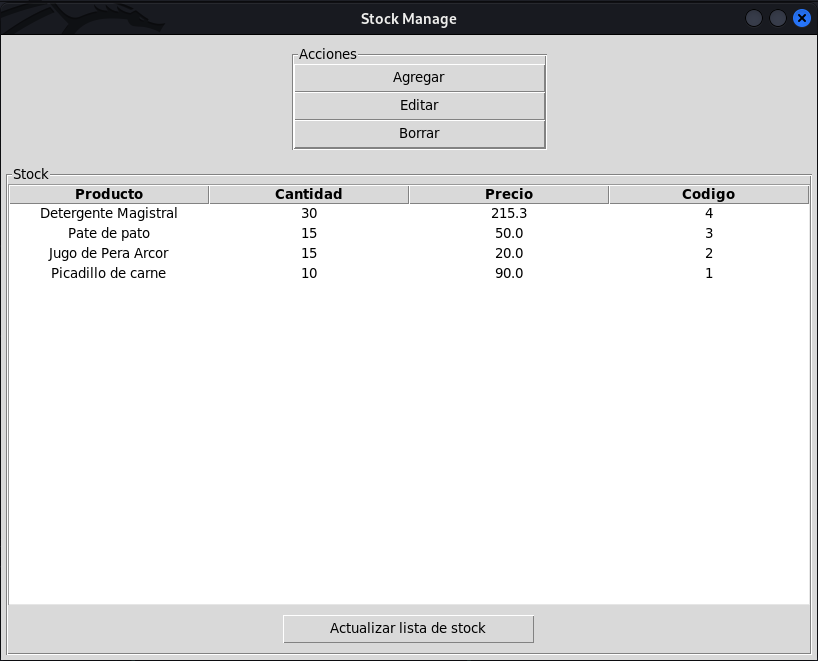 Stock Manage
Acciones
Agregar
Editar
Borrar
Stock
Producto Cantidad Precio Codigo
Detergente Magistral 30 215.3 4
Pate de pato 15 50.0 3
Jugo de Pera Arcor 15 20.0 2
Picadillo de carne 10 90.0 1
Actualizar lista de stock